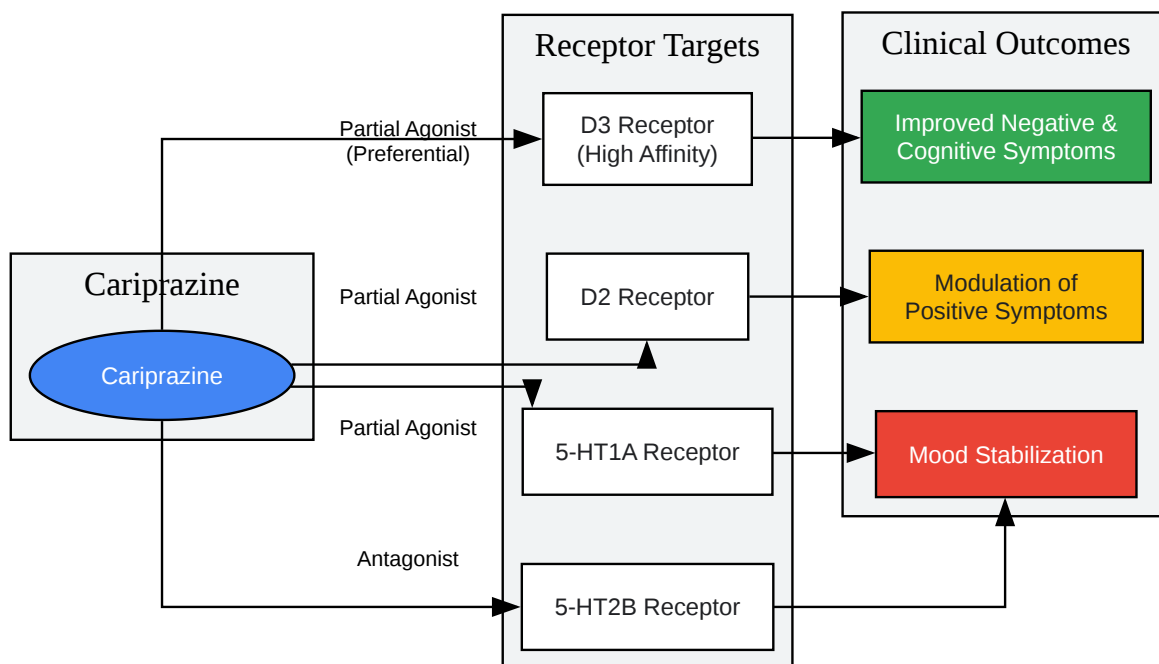 Receptor Targets
Clinical Outcomes
Partial Agonist
(Preferential)
D3 Receptor
(High Affinity)
Improved Negative &
Cognitive Symptoms
Cariprazine
Partial Agonist
D2 Receptor
Modulation of
Positive Symptoms
Cariprazine
Partial Agonist
5-HT1A Receptor
Mood Stabilization
Antagonist
5-HT2B Receptor